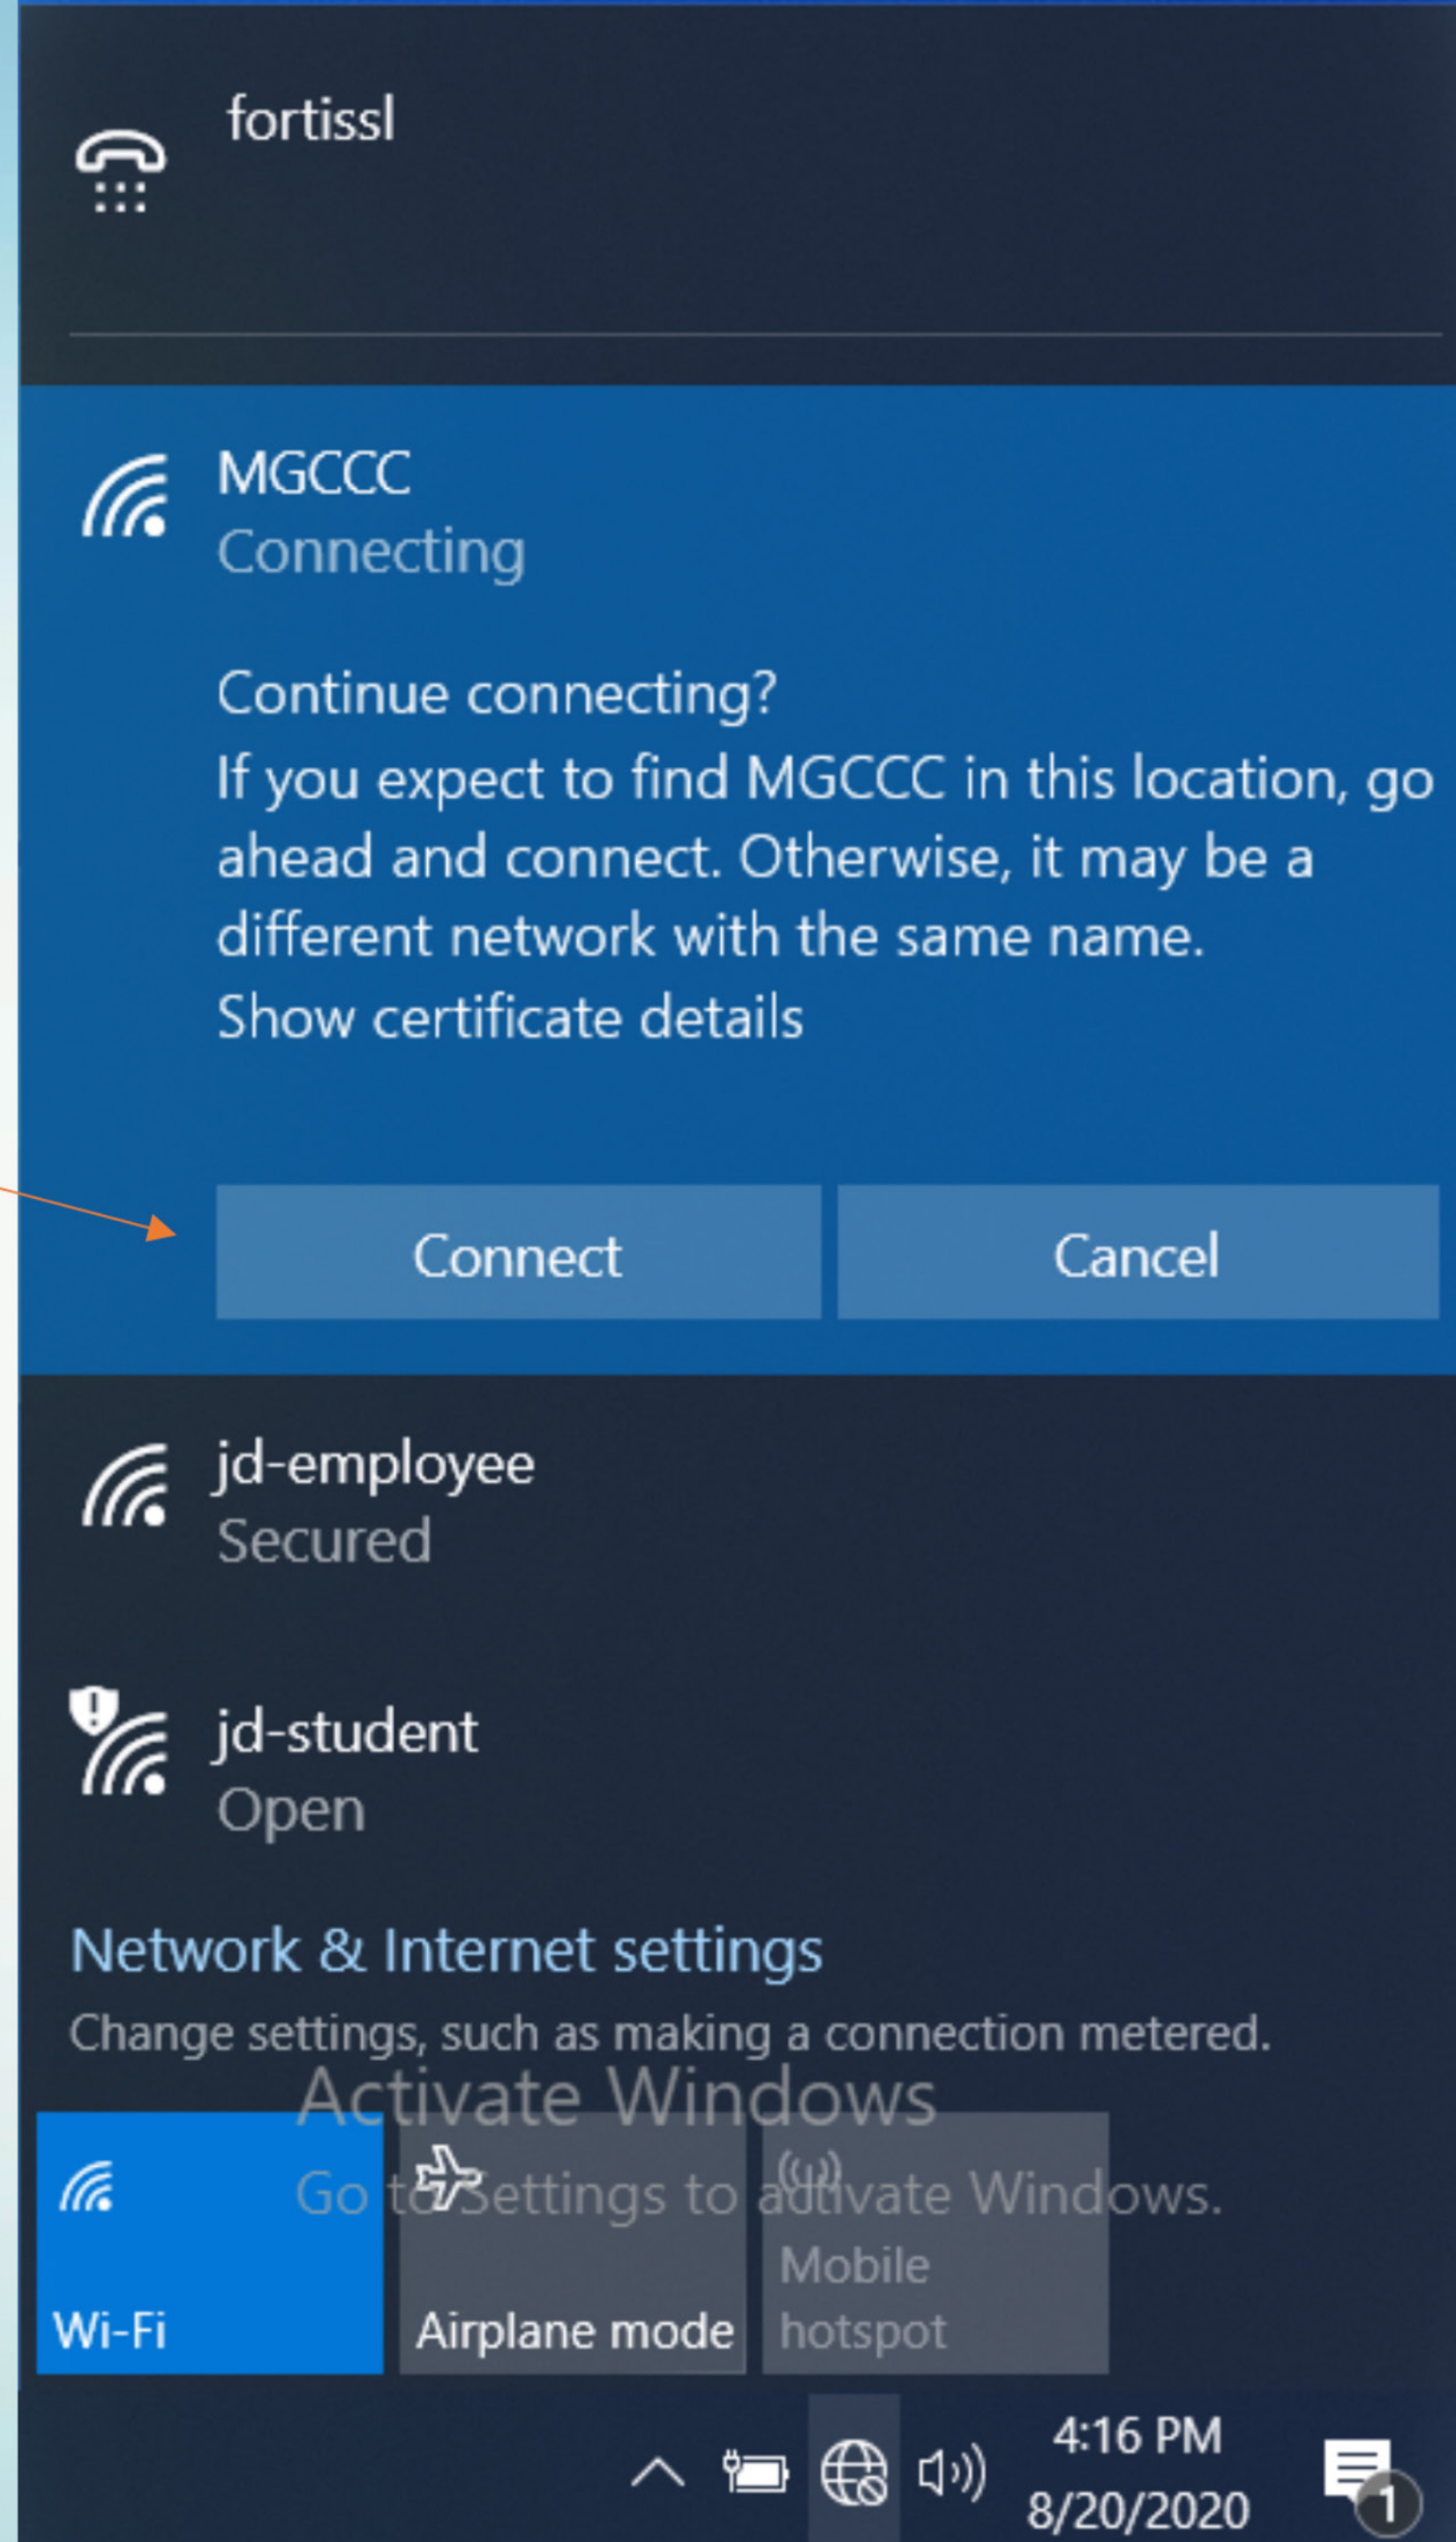 fortissl
MGCCC
Connecting
Continue connecting?
If you expect to find MGCCC in this location, go
ahead and connect. Otherwise, it may be a
different network with the same name.
Show certificate details
Connect
Cancel
jd-employee
Secured
jd-student
Open
Network & Internet settings
Change settings, such as making a connection metered.
Activate Windows
Go to Settings to activate Windows.
Wi-Fi
Airplane mode
Mobile
hotspot
4:16 PM
8/20/2020
1